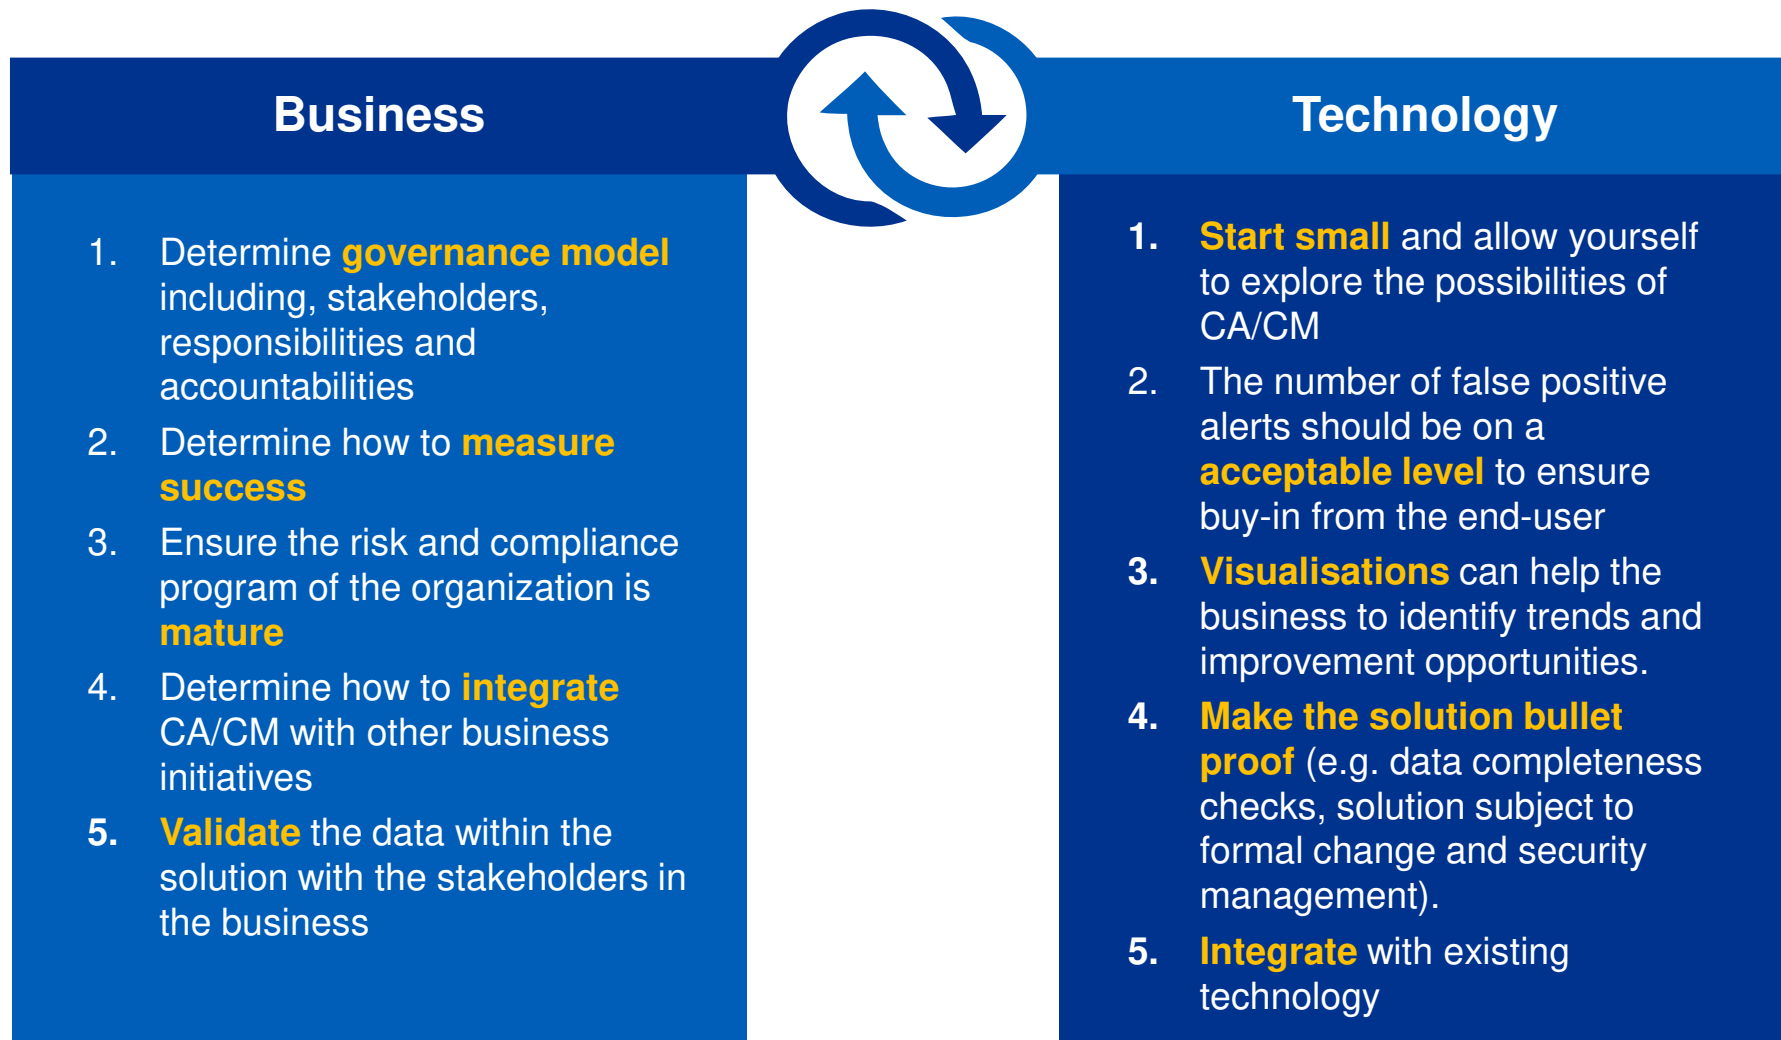 Business
1. Determine governance model
including, stakeholders,
responsibilities and
accountabilities
2. Determine how to measure
success
3. Ensure the risk and compliance
program of the organization is
mature
4. Determine how to integrate
CA/CM with other business
initiatives
5. Validate the data within the
solution with the stakeholders in
the business
Technology
1. Start small and allow yourself
to explore the possibilities of
CA/CM
2. The number of false positive
alerts should be on a
acceptable level to ensure
buy-in from the end-user
3. Visualisations can help the
business to identify trends and
improvement opportunities.
4. Make the solution bullet
proof (e.g. data completeness
checks, solution subject to
formal change and security
management).
5. Integrate with existing
technology